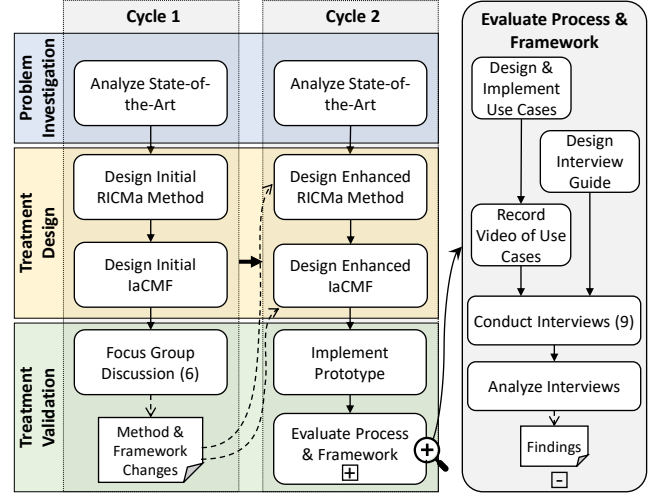 Cycle 1
Cycle 2
Problem
Investigation
Analyze State-of-
the-Art
Analyze State-of-
the-Art
Treatment
Design
Design Initial
RICMa Method
Design Enhanced
RICMa Method
Design Initial
IaCMF
Design Enhanced
IaCMF
Treatment
Validation
Focus Group
Discussion (6)
Implement
Prototype
Method &
Framework
Changes
Evaluate Process
& Framework
+
+
Evaluate Process &
Framework
Design &
Implement
Use Cases
Design
Interview
Guide
Record
Video of Use
Cases
Conduct Interviews (9)
Analyze Interviews
Findings
-